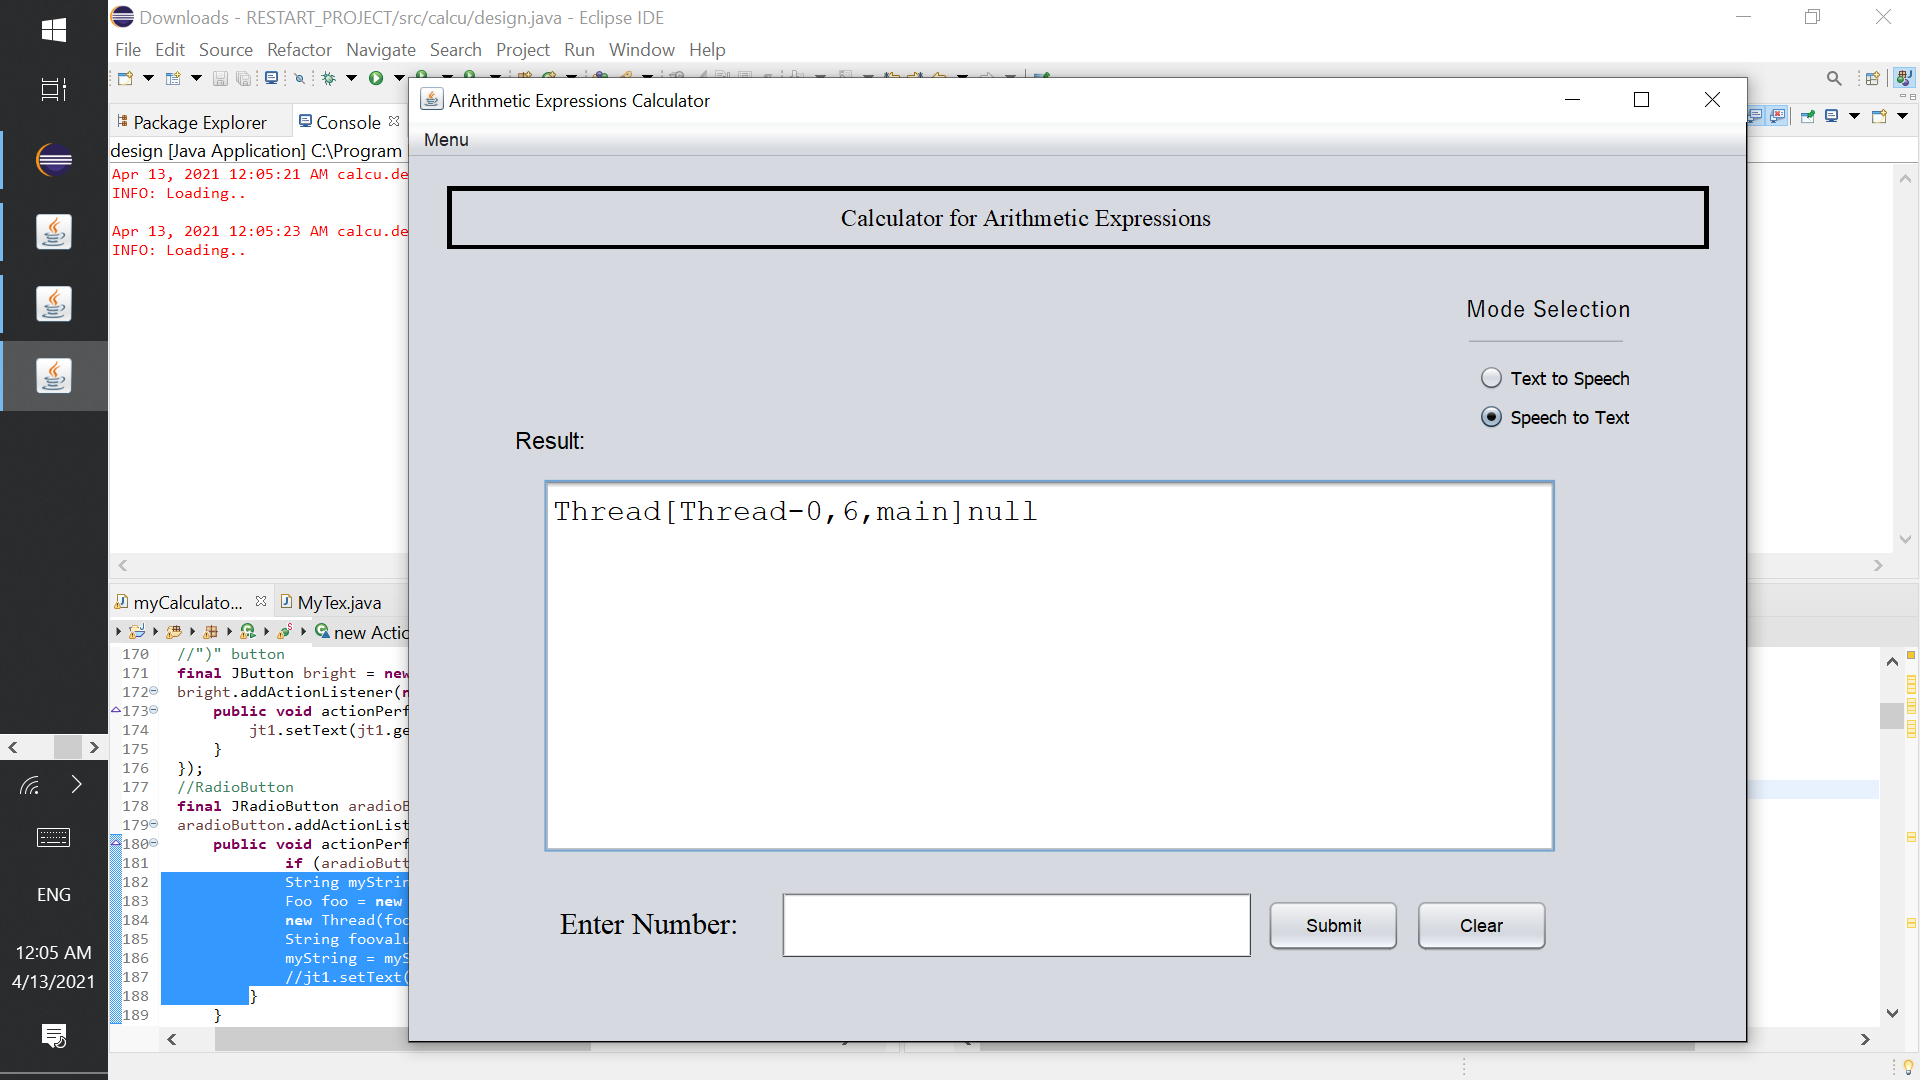 Downloads - RESTART_PROJECT/src/calcu/design.java - Eclipse IDE
File Edit Source Refactor Navigate Search Project Run Window Help
Package Explorer
Console
design [Java Application] C:\Program
Apr 13, 2021 12:05:21 AM calcu.de
INFO: Loading..
Apr 13, 2021 12:05:23 AM calcu.de
INFO: Loading..
Arithmetic Expressions Calculator
Menu
Calculator for Arithmetic Expressions
Mode Selection
Text to Speech
Speech to Text
Result:
Thread[Thread-0,6,main]null
Enter Number:
Submit
Clear
myCalculato...
MyTex.java
new Actio
170 //")" button
171 final JButton bright = new
172 bright.addActionListener(n
173 public void actionPerf
174 jt1.setText(jt1.ge
175 }
176 });
177 //RadioButton
178 final JRadioButton aradioB
179 aradioButton.addActionList
180 public void actionPerf
181 if (aradioButt
182 String myStrin
183 Foo foo = new
184 new Thread(foo
185 String foovalu
186 myString = myS
187 //jt1.setText(
188 }
189 }
ENG
12:05 AM
4/13/2021